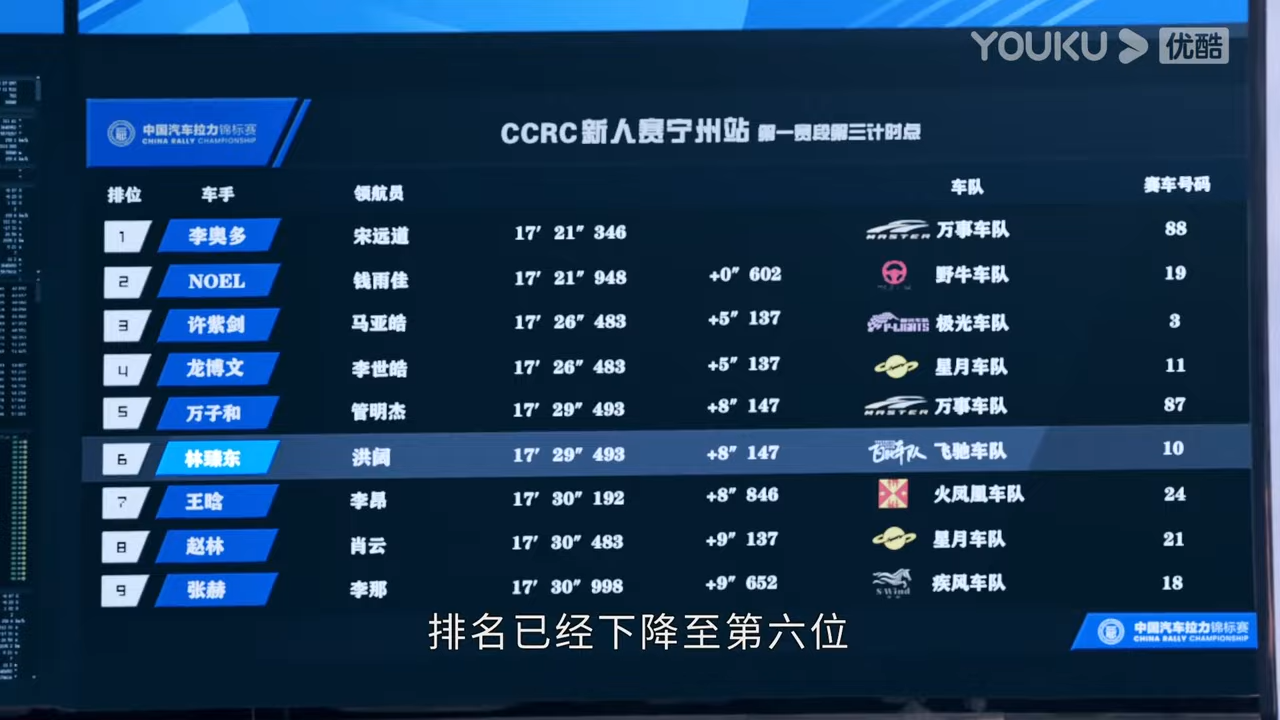 YOUKU 优酷
中国汽车拉力锦标赛
CHINA RALLY CHAMPIONSHIP
CCRC新人赛宁州站 第一赛段第三计时点
排位 车手 领航员 车队 赛车号码
1 李奥多 宋远道 17′ 21″ 346 MASTER 万事车队 88
2 NOEL 钱雨佳 17′ 21″ 948 +0″ 602 野牛车队 19
3 许紫剑 马亚皓 17′ 26″ 483 +5″ 137 P-LIGHTS 极光车队 3
4 龙博文 李世皓 17′ 26″ 483 +5″ 137 星月车队 11
5 万子和 管明杰 17′ 29″ 493 +8″ 147 MASTER 万事车队 87
6 林臻东 洪阔 17′ 29″ 493 +8″ 147 飞驰车队 10
7 王晗 李昂 17′ 30″ 192 +8″ 846 火凤凰车队 24
8 赵林 肖云 17′ 30″ 483 +9″ 137 星月车队 21
9 张赫 李那 17′ 30″ 998 +9″ 652 S·Wind 疾风车队 18
排名已经下降至第六位
中国汽车拉力锦标赛
CHINA RALLY CHAMPIONSHIP